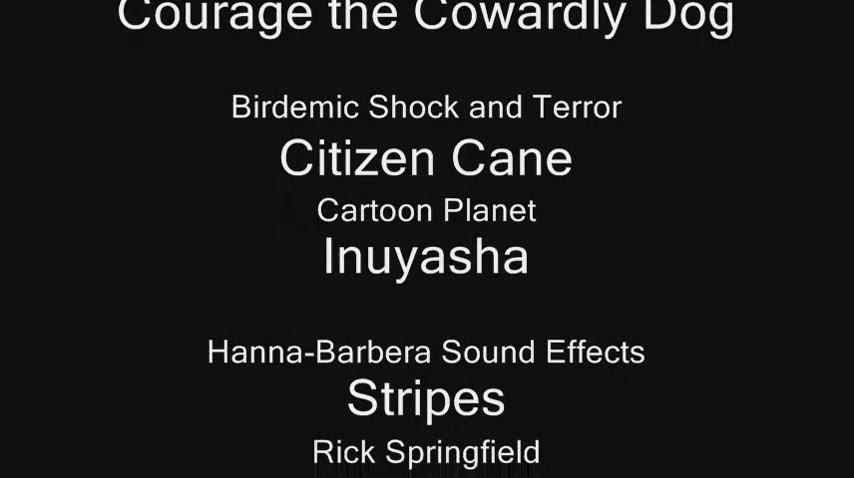 Courage the Cowardly Dog
Birdemic Shock and Terror
Citizen Cane
Cartoon Planet
Inuyasha
Hanna-Barbera Sound Effects
Stripes
Rick Springfield